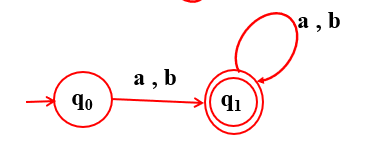 a , b
a , b
q₀
q₁